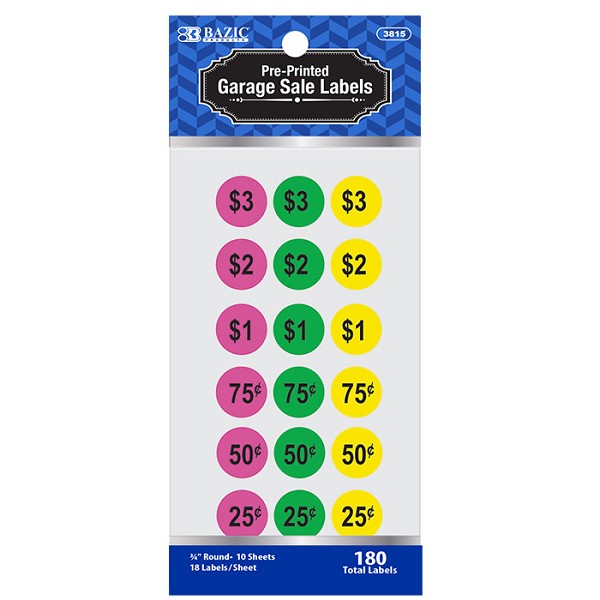 BAZIC
PRODUCTS
3815
Pre-Printed
Garage Sale Labels
$3 $3 $3
$2 $2 $2
$1 $1 $1
75¢ 75¢ 75¢
50¢ 50¢ 50¢
25¢ 25¢ 25¢
¾" Round- 10 Sheets
18 Labels/Sheet
180
Total Labels